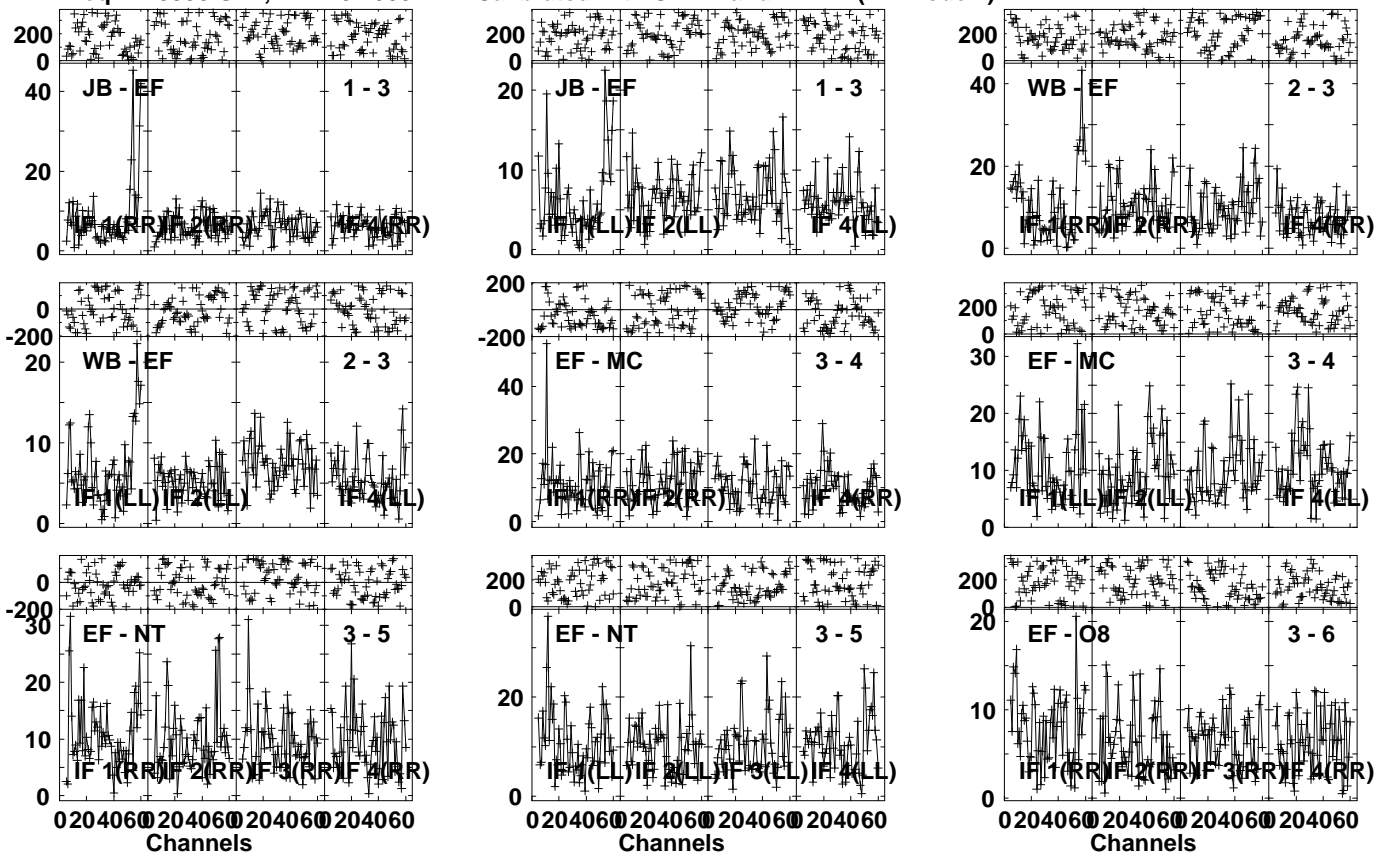 200
0
200
0
200
0
JB - EF 1 - 3
JB - EF 1 - 3
WB - EF 2 - 3
40
20
0
20
10
0
40
20
0
IF 1(RR) IF 2(RR) IF 4(RR)
IF 1(LL) IF 2(LL) IF 4(LL)
IF 1(RR) IF 2(RR) IF 4(RR)
0
-200
200
0
-200
200
0
WB - EF 2 - 3
EF - MC 3 - 4
EF - MC 3 - 4
20
10
0
40
20
0
30
20
10
0
IF 1(LL) IF 2(LL) IF 4(LL)
IF 1(RR) IF 2(RR) IF 4(RR)
IF 1(LL) IF 2(LL) IF 4(LL)
0
-200
200
0
200
0
EF - NT 3 - 5
EF - NT 3 - 5
EF - O8 3 - 6
30
20
10
0
20
0
20
10
0
IF 1(RR) IF 2(RR) IF 3(RR) IF 4(RR)
IF 1(LL) IF 2(LL) IF 3(LL) IF 4(LL)
IF 1(RR) IF 2(RR) IF 3(RR) IF 4(RR)
0 20 40 60 0 20 40 60 0 20 40 60 0 20 40 60
0 20 40 60 0 20 40 60 0 20 40 60 0 20 40 60
0 20 40 60 0 20 40 60 0 20 40 60 0 20 40 60
Channels Channels Channels